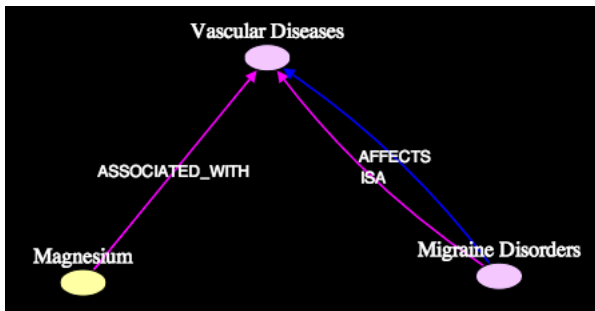 Vascular Diseases
ASSOCIATED_WITH
AFFECTS
ISA
Magnesium
Migraine Disorders